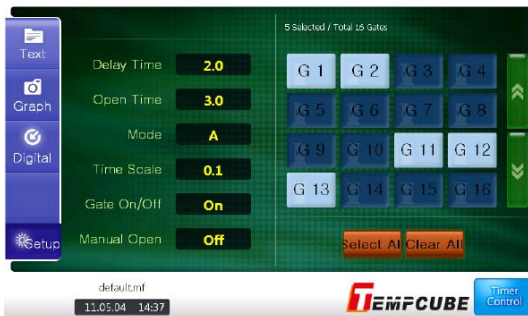 5 Selected / Total 16 Gates
Text
Graph
Digital
Setup
Delay Time 2.0
Open Time 3.0
Mode A
Time Scale 0.1
Gate On/Off On
Manual Open Off
G 1 G 2 G 3 G 4
G 5 G 6 G 7 G 8
G 9 G 10 G 11 G 12
G 13 G 14 G 15 G 16
Select Al Clear All
default.mf
11.05.04 14:37
TEMPCUBE
Timer
Control